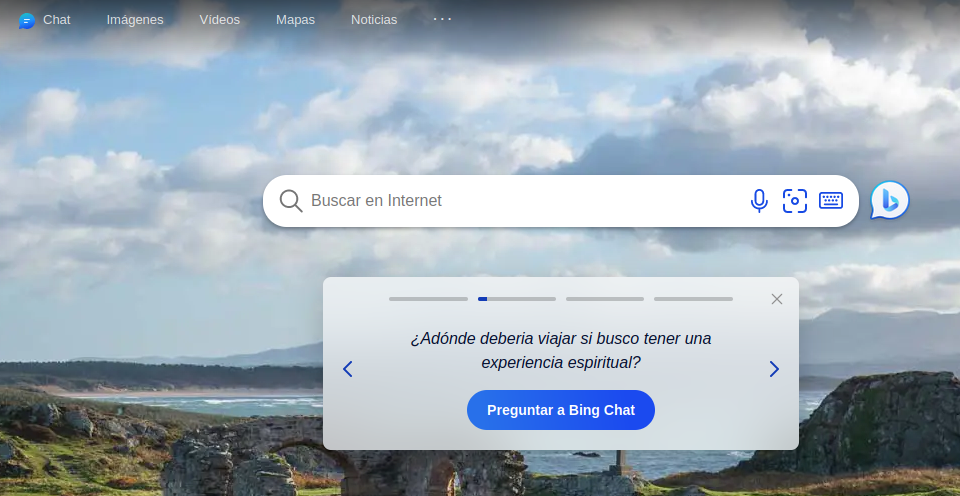 Chat
Imágenes
Vídeos
Mapas
Noticias
Buscar en Internet
¿Adónde deberia viajar si busco tener una
experiencia espiritual?
Preguntar a Bing Chat